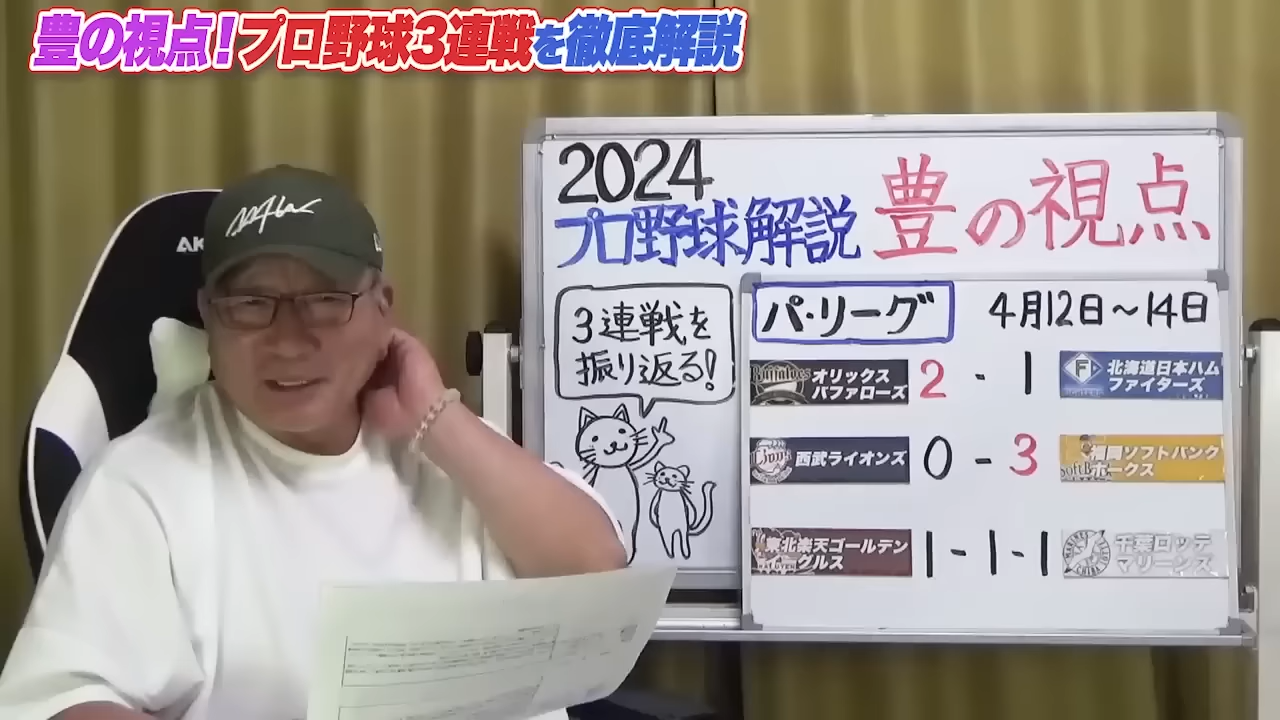 豊の視点!プロ野球3連戦を徹底解説
AK
2024
プロ野球解説 豊の視点
3連戦を
振り返る!
パ・リーグ 4月12日~14日
Buffaloes オリックス バファローズ 2 - 1 F 北海道日本ハム ファイターズ
Lions 西武ライオンズ 0 - 3 福岡ソフトバンク ホークス
東北楽天ゴールデン イーグルス 1 - 1 - 1 千葉ロッテ マリーンズ